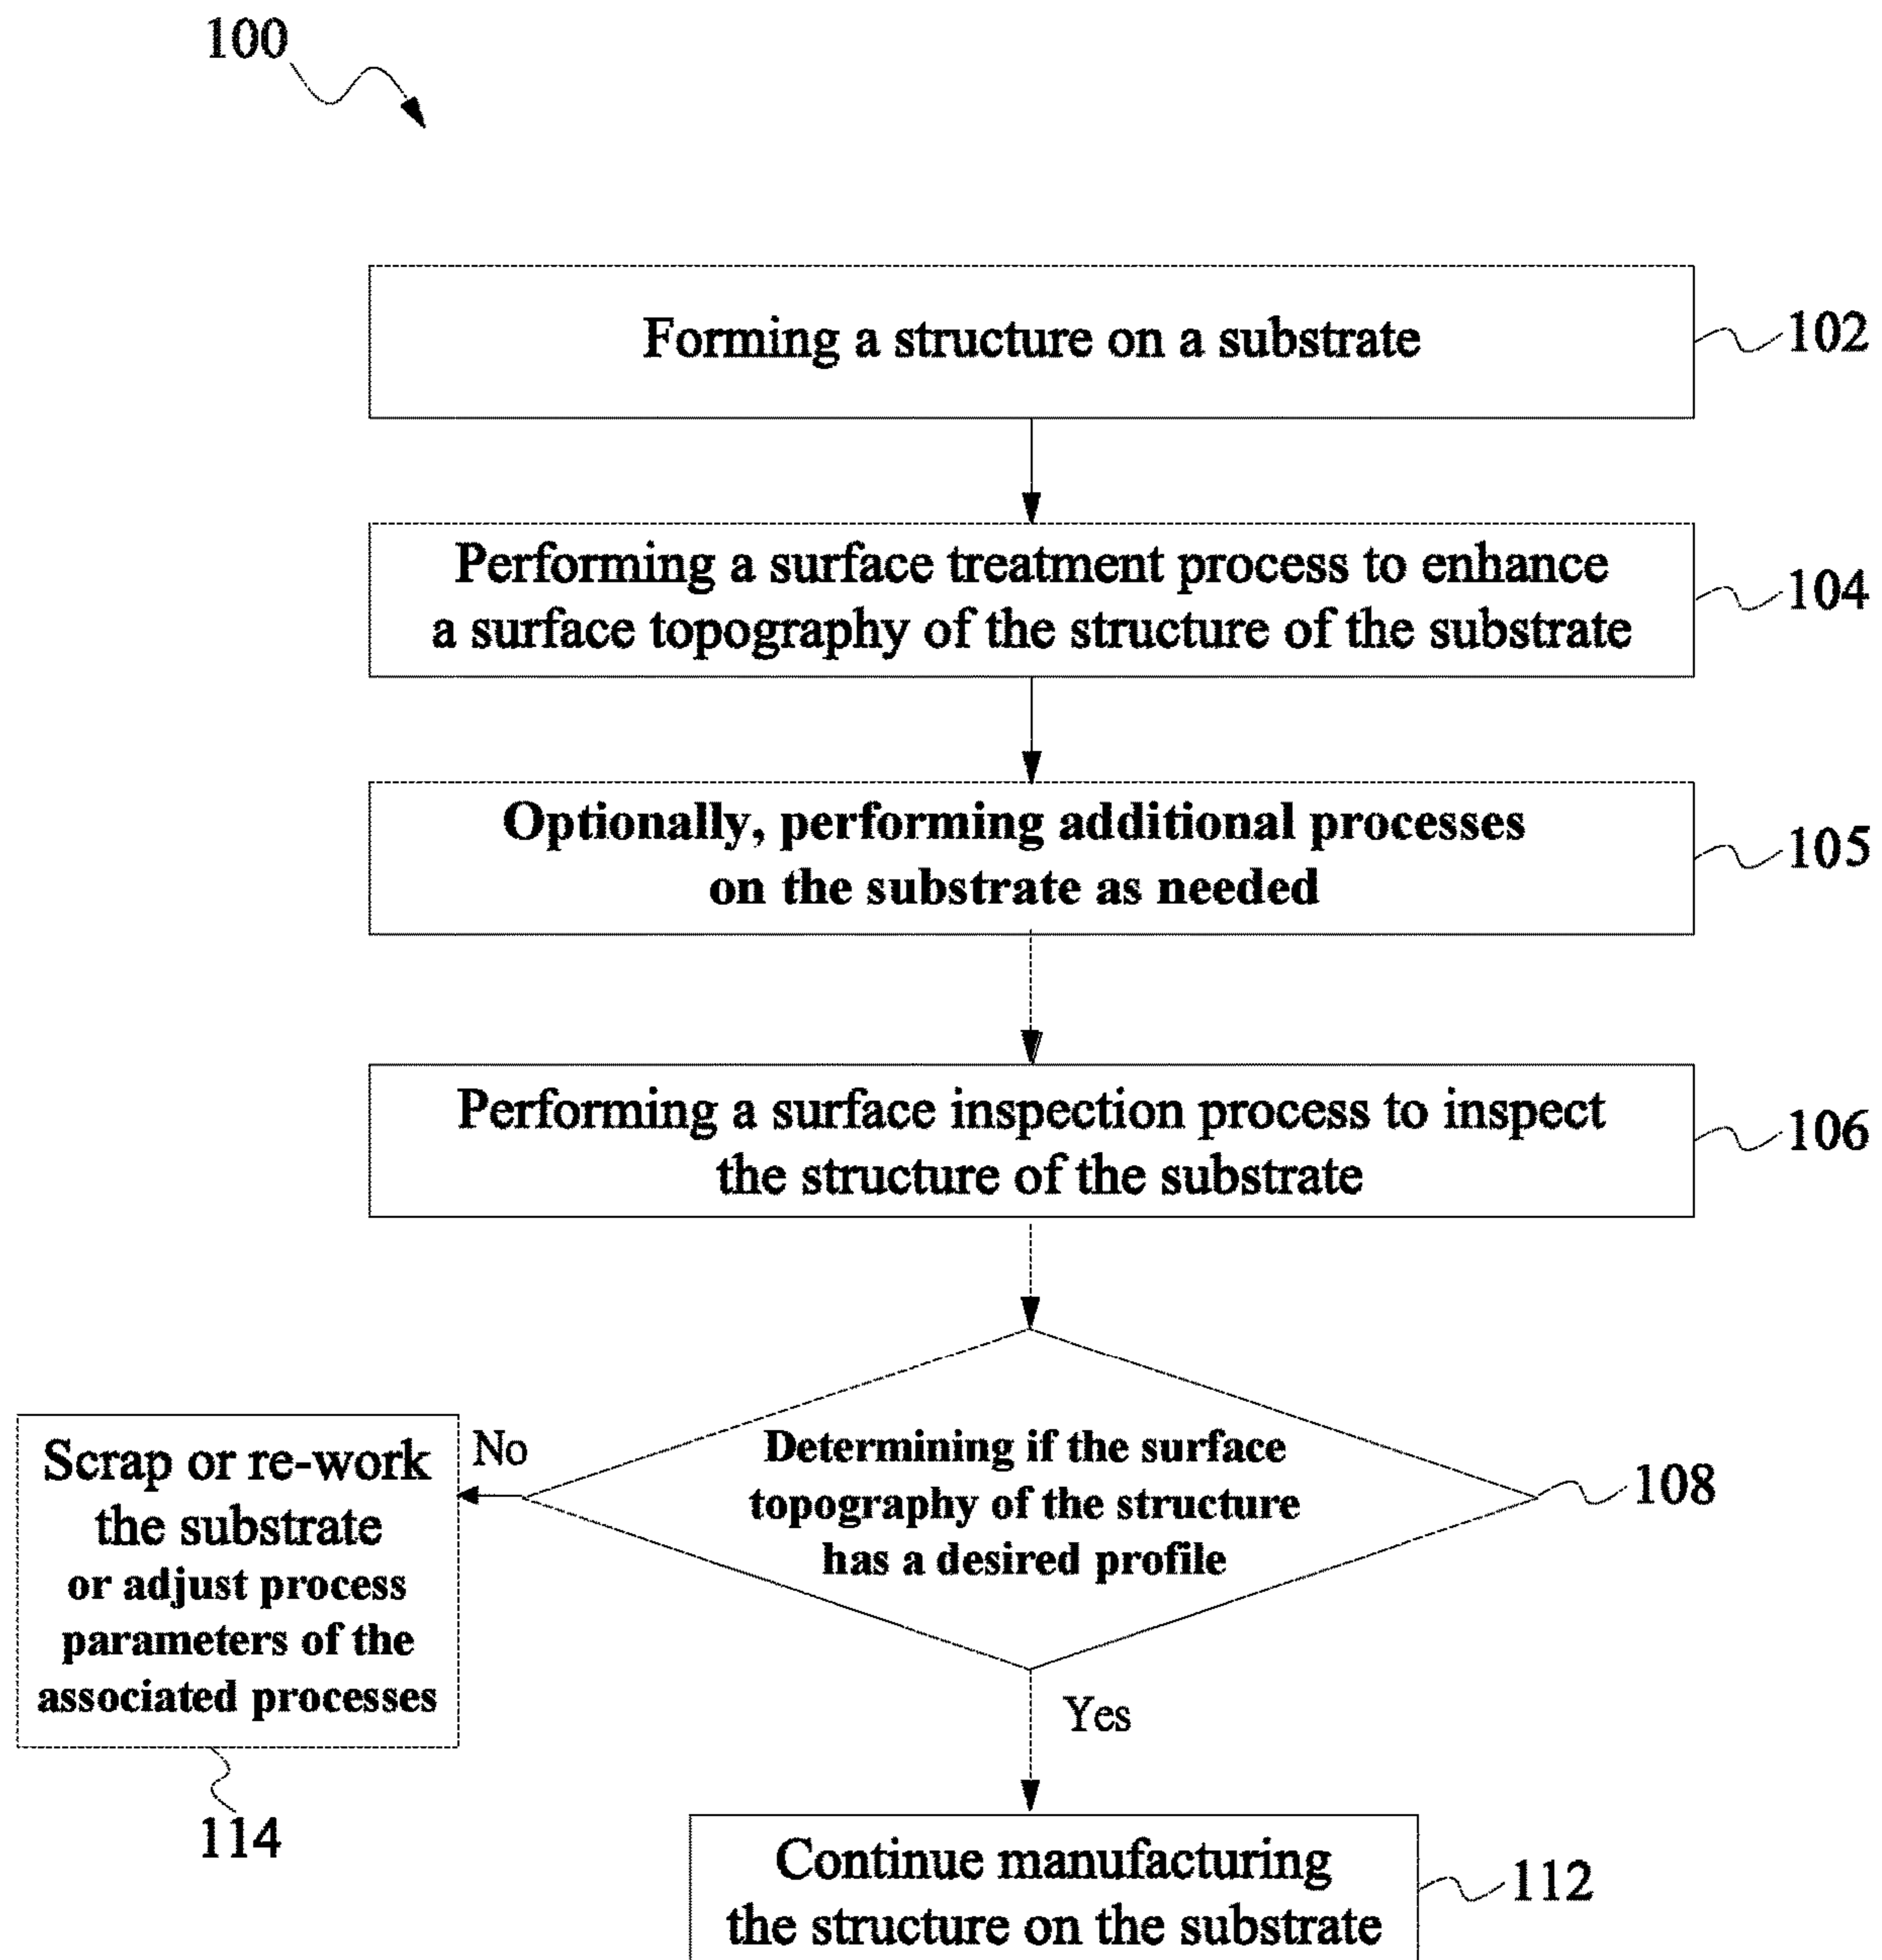 100
Forming a structure on a substrate
102
Performing a surface treatment process to enhance
a surface topography of the structure of the substrate
104
Optionally, performing additional processes
on the substrate as needed
105
Performing a surface inspection process to inspect
the structure of the substrate
106
Determining if the surface
topography of the structure
has a desired profile
108
No
Scrap or re-work
the substrate
or adjust process
parameters of the
associated processes
114
Yes
Continue manufacturing
the structure on the substrate
112